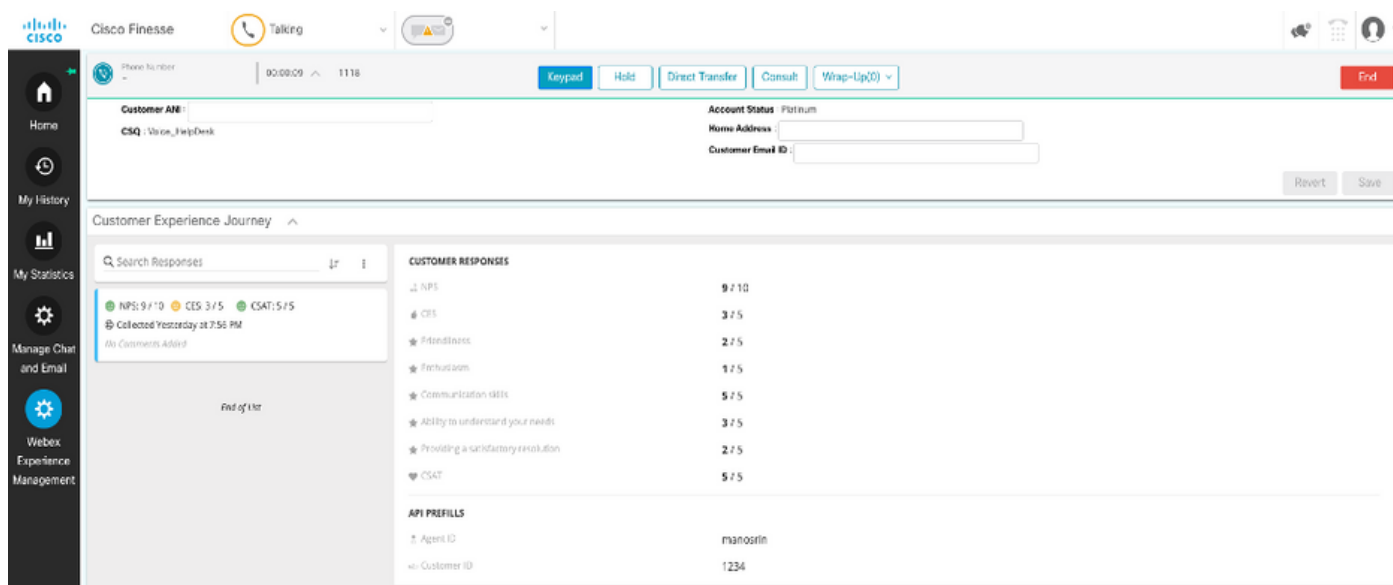 CISCO
Cisco Finesse
Talking
Phone Number
–
00:00:09
1118
Keypad
Hold
Direct Transfer
Consult
Wrap-Up(0)
End
Customer ANI :
CSQ : Voice_HelpDesk
Account Status : Platinum
Home Address :
Customer Email ID :
Revert
Save
Home
My History
My Statistics
Manage Chat
and Email
Webex
Experience
Management
Customer Experience Journey
Search Responses
NPS: 9 / 10 CES: 3 / 5 CSAT: 5 / 5
Collected Yesterday at 7:56 PM
No Comments Added
End of List
CUSTOMER RESPONSES
NPS 9 / 10
CES 3 / 5
Friendliness 2 / 5
Enthusiasm 1 / 5
Communication skills 5 / 5
Ability to understand your needs 3 / 5
Providing a satisfactory resolution 2 / 5
CSAT 5 / 5
API PREFILLS
Agent ID manosrin
Customer ID 1234